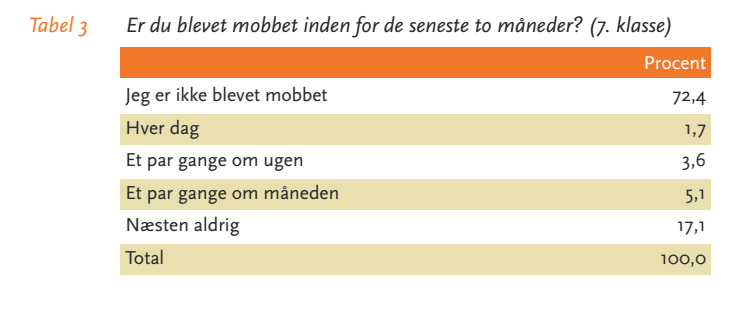 Tabel 3 Er du blevet mobbet inden for de seneste to måneder? (7. klasse)
Procent
Jeg er ikke blevet mobbet 72,4
Hver dag 1,7
Et par gange om ugen 3,6
Et par gange om måneden 5,1
Næsten aldrig 17,1
Total 100,0